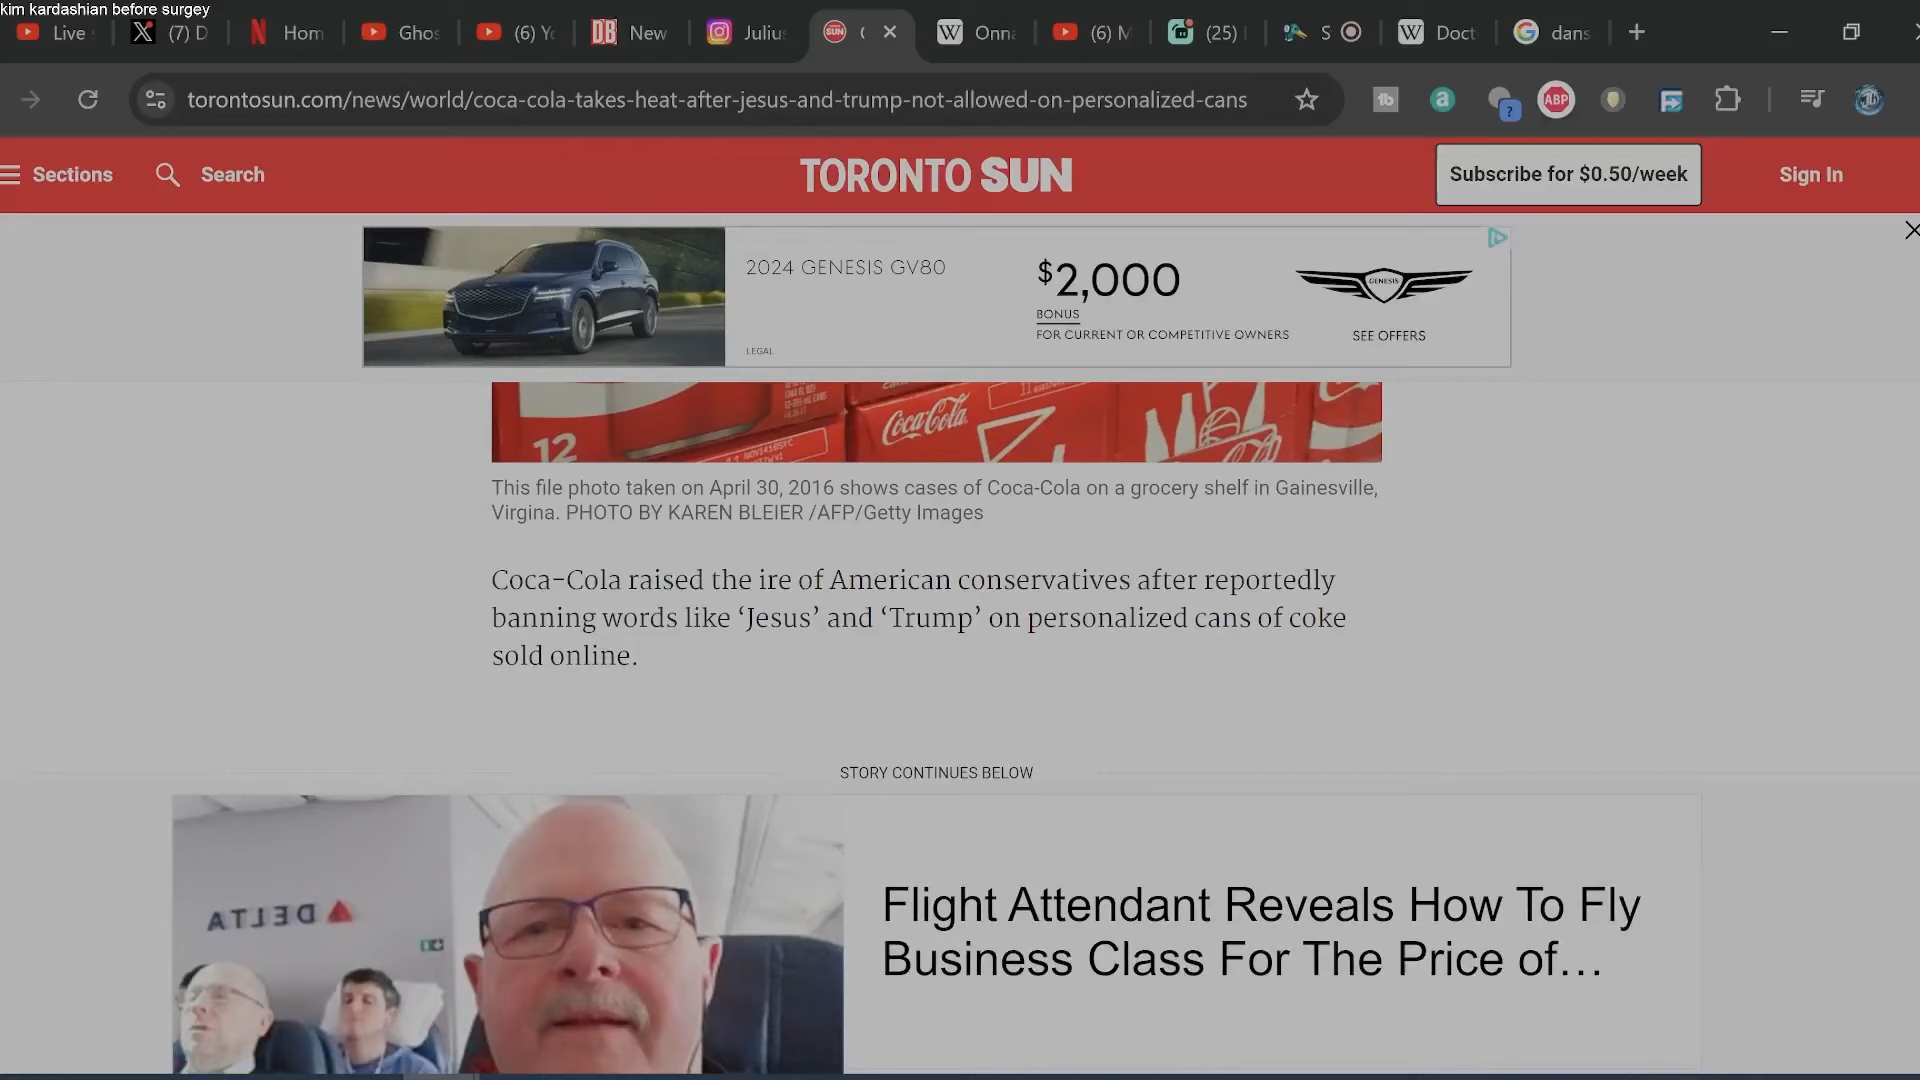 kim kardashian before surgey
Live
(7) D
Hom
Ghos
(6) Yo
New
Julius
Onna
(6) M
(25)
S
Doct
dans
torontosun.com/news/world/coca-cola-takes-heat-after-jesus-and-trump-not-allowed-on-personalized-cans
ABP
Sections
Search
TORONTO SUN
Subscribe for $0.50/week
Sign In
2024 GENESIS GV80
$2,000
BONUS
FOR CURRENT OR COMPETITIVE OWNERS
LEGAL
GENESIS
SEE OFFERS
12
Coca-Cola
This file photo taken on April 30, 2016 shows cases of Coca-Cola on a grocery shelf in Gainesville,
Virgina. PHOTO BY KAREN BLEIER /AFP/Getty Images
Coca-Cola raised the ire of American conservatives after reportedly
banning words like ‘Jesus’ and ‘Trump’ on personalized cans of coke
sold online.
STORY CONTINUES BELOW
DELTA
Flight Attendant Reveals How To Fly
Business Class For The Price of...